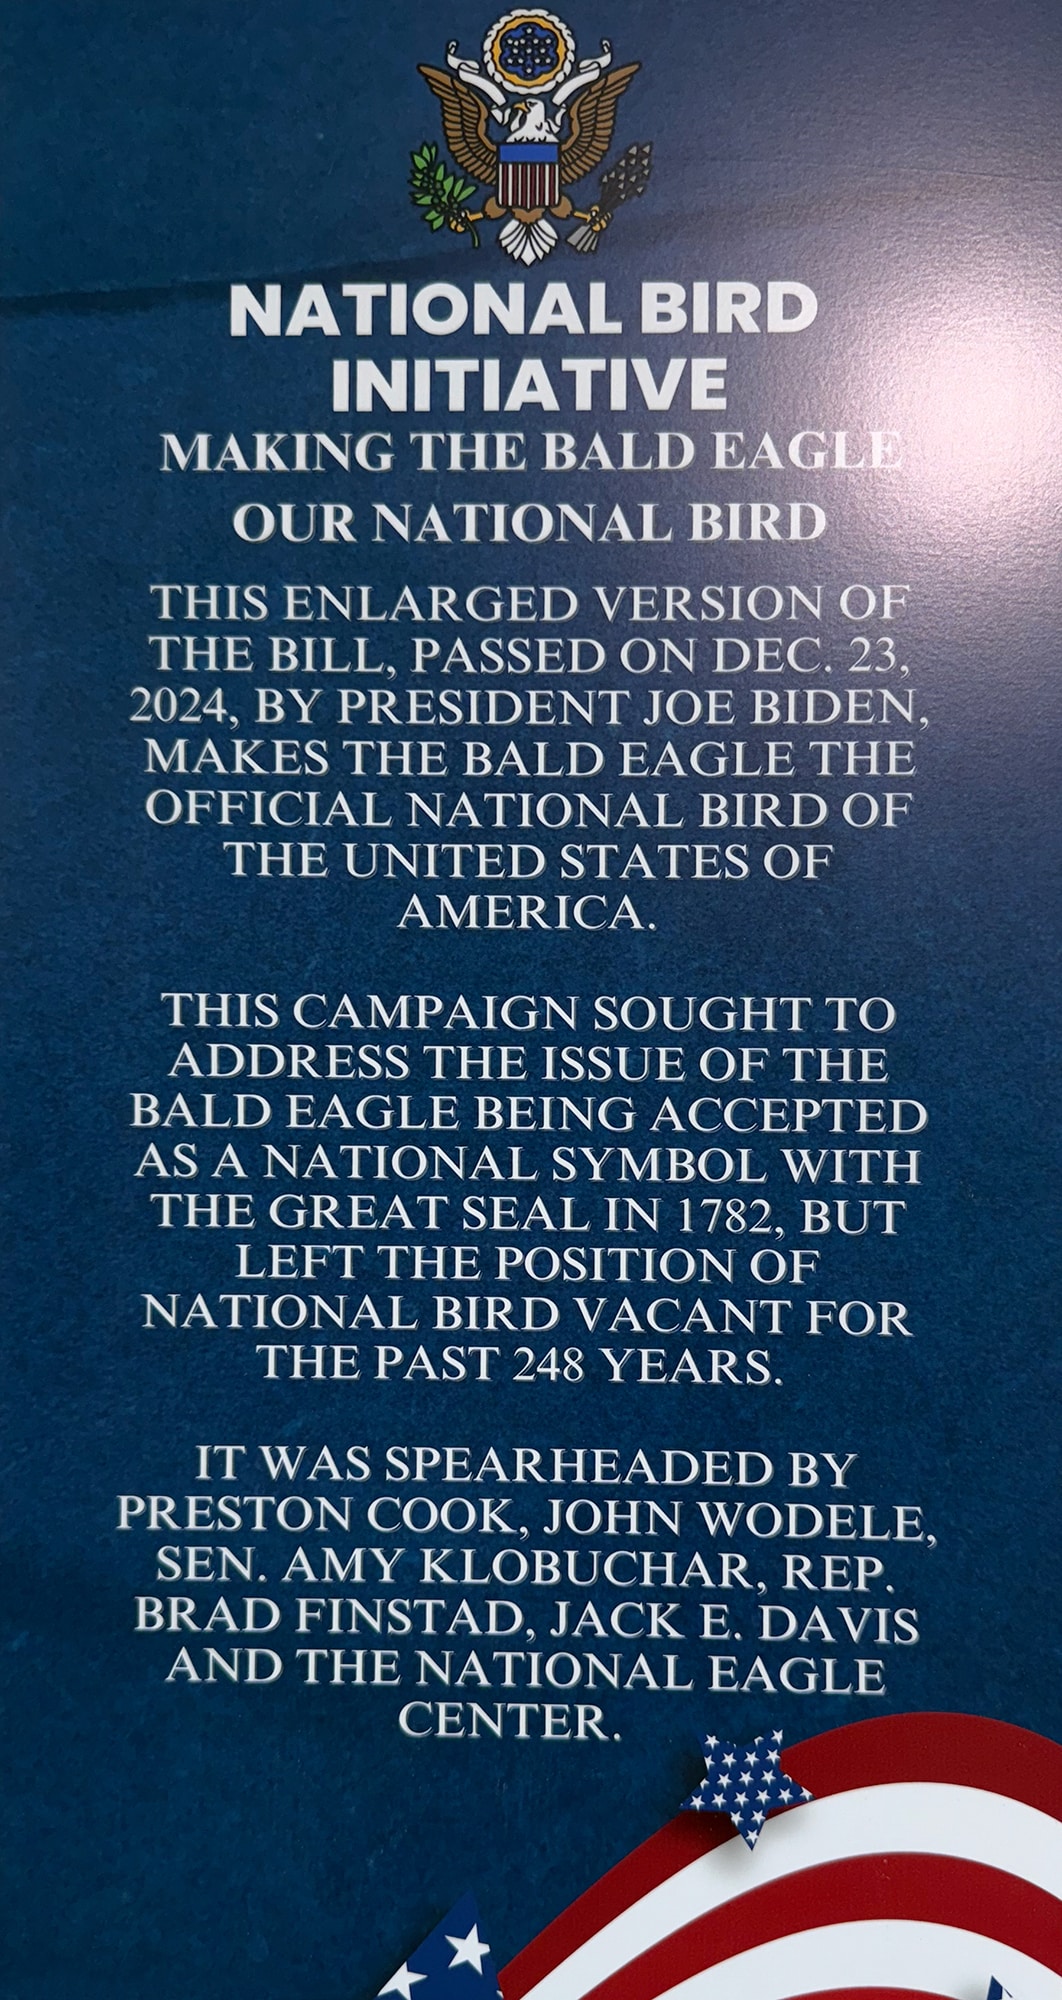 NATIONAL BIRD
INITIATIVE
MAKING THE BALD EAGLE
OUR NATIONAL BIRD
THIS ENLARGED VERSION OF
THE BILL, PASSED ON DEC. 23,
2024, BY PRESIDENT JOE BIDEN,
MAKES THE BALD EAGLE THE
OFFICIAL NATIONAL BIRD OF
THE UNITED STATES OF
AMERICA.
THIS CAMPAIGN SOUGHT TO
ADDRESS THE ISSUE OF THE
BALD EAGLE BEING ACCEPTED
AS A NATIONAL SYMBOL WITH
THE GREAT SEAL IN 1782, BUT
LEFT THE POSITION OF
NATIONAL BIRD VACANT FOR
THE PAST 248 YEARS.
IT WAS SPEARHEADED BY
PRESTON COOK, JOHN WODELE,
SEN. AMY KLOBUCHAR, REP.
BRAD FINSTAD, JACK E. DAVIS
AND THE NATIONAL EAGLE
CENTER.